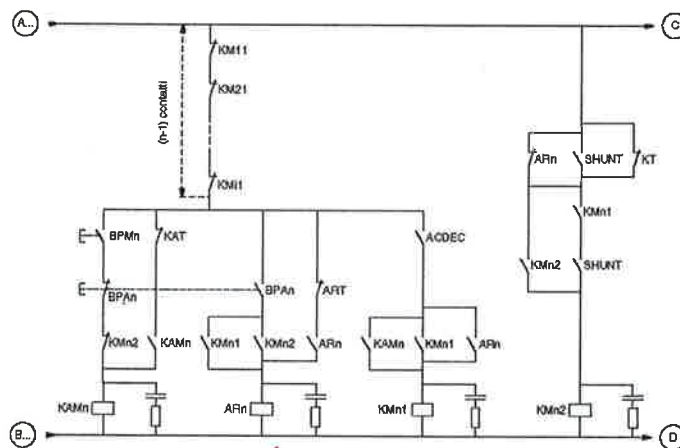 A...
C
KM11
KM21
(n-1) contatti
KMi1
ARn
SHUNT
KT
BPMn
KAT
ACDEC
KMn1
BPAn
BPAn
ART
KMn2
SHUNT
KMn2
KAMn
KMn1
KMn2
ARn
KAMn
KMn1
ARn
KAMn
ARn
KMn1
KMn2
B...
D